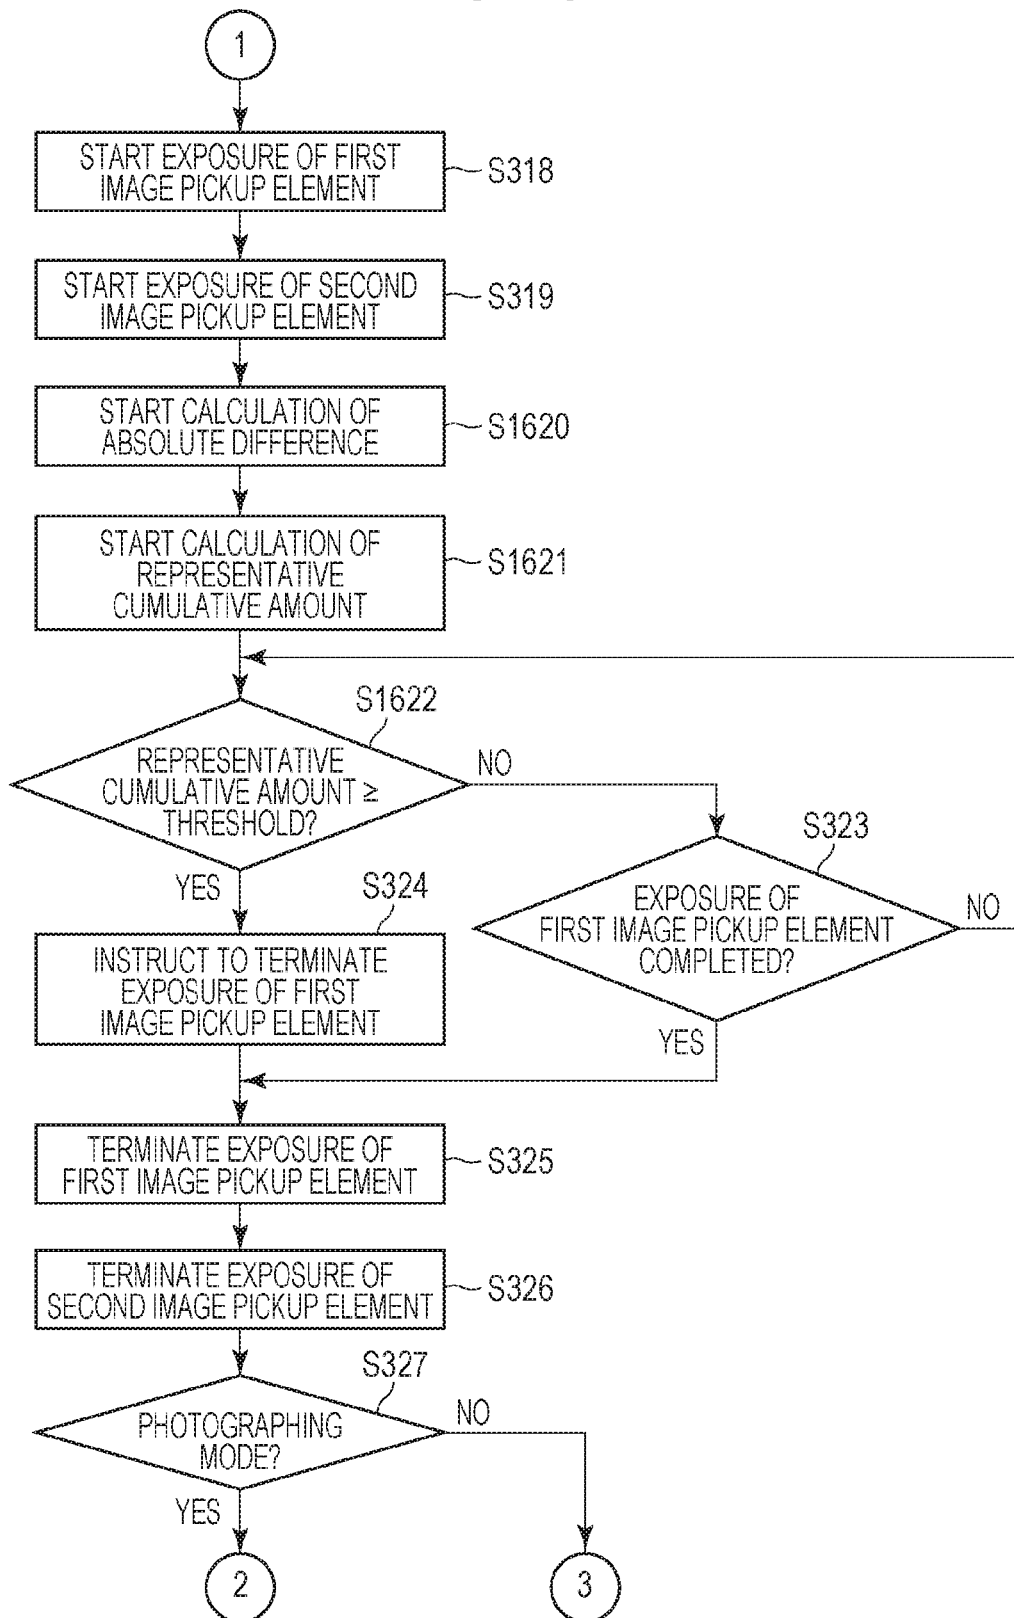 1
START EXPOSURE OF FIRST
IMAGE PICKUP ELEMENT
S318
START EXPOSURE OF SECOND
IMAGE PICKUP ELEMENT
S319
START CALCULATION OF
ABSOLUTE DIFFERENCE
S1620
START CALCULATION OF
REPRESENTATIVE
CUMULATIVE AMOUNT
S1621
S1622
REPRESENTATIVE
CUMULATIVE AMOUNT ≥
THRESHOLD?
NO
YES
S323
EXPOSURE OF
FIRST IMAGE PICKUP ELEMENT
COMPLETED?
NO
YES
S324
INSTRUCT TO TERMINATE
EXPOSURE OF FIRST
IMAGE PICKUP ELEMENT
TERMINATE EXPOSURE OF
FIRST IMAGE PICKUP ELEMENT
S325
TERMINATE EXPOSURE OF
SECOND IMAGE PICKUP ELEMENT
S326
S327
PHOTOGRAPHING
MODE?
NO
YES
2
3